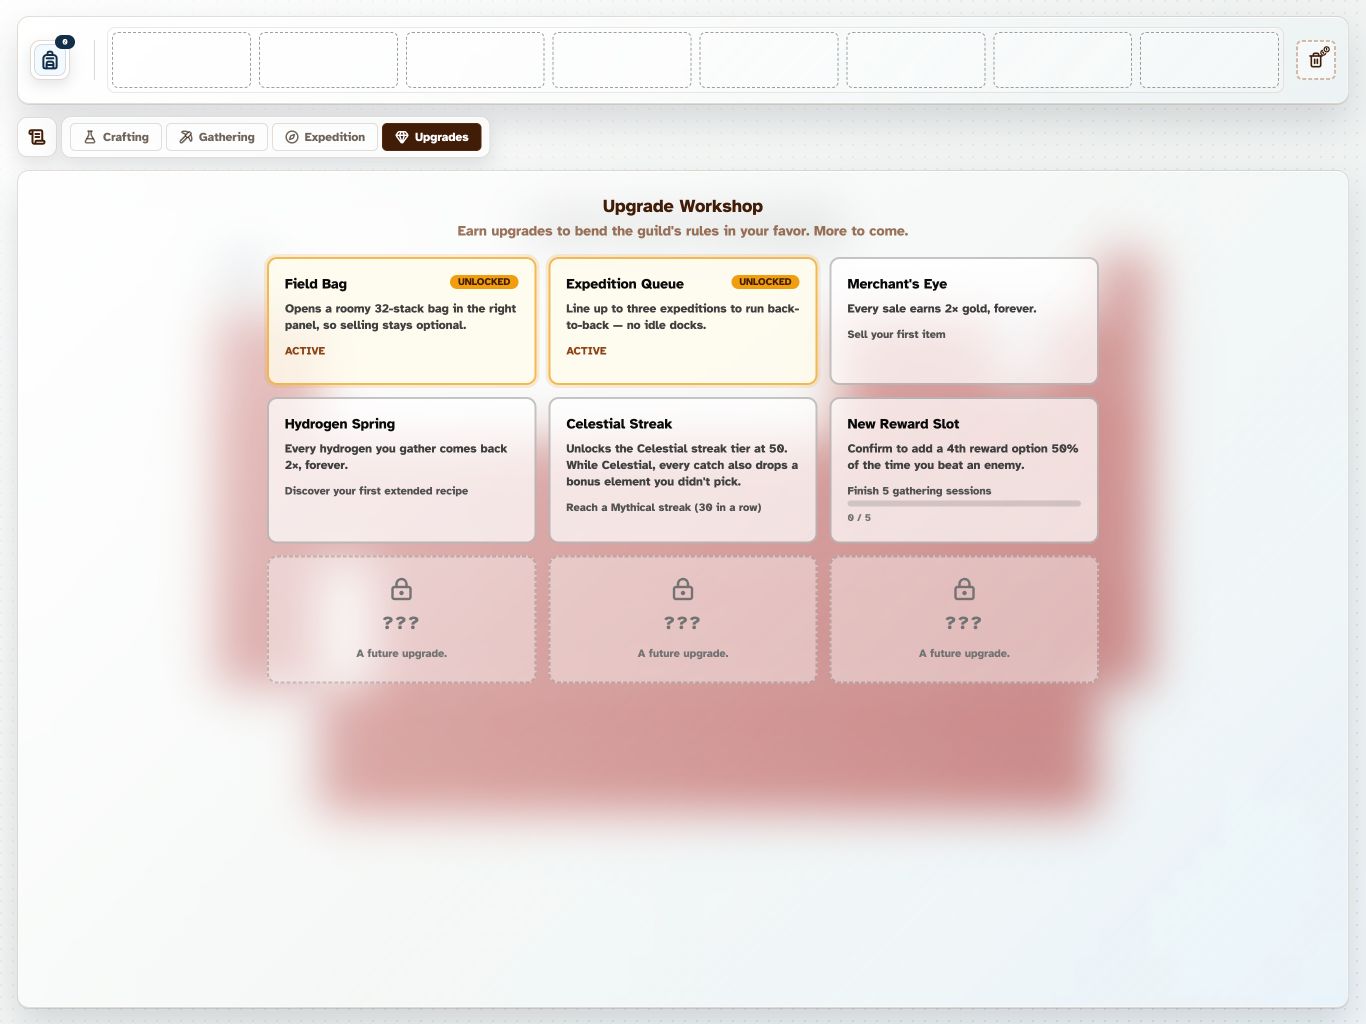 0
Crafting
Gathering
Expedition
Upgrades
Upgrade Workshop
Earn upgrades to bend the guild's rules in your favor. More to come.
Field Bag
UNLOCKED
Opens a roomy 32-stack bag in the right
panel, so selling stays optional.
ACTIVE
Expedition Queue
UNLOCKED
Line up to three expeditions to run back-
to-back — no idle docks.
ACTIVE
Merchant's Eye
Every sale earns 2× gold, forever.
Sell your first item
Hydrogen Spring
Every hydrogen you gather comes back
2×, forever.
Discover your first extended recipe
Celestial Streak
Unlocks the Celestial streak tier at 50.
While Celestial, every catch also drops a
bonus element you didn't pick.
Reach a Mythical streak (30 in a row)
New Reward Slot
Confirm to add a 4th reward option 50%
of the time you beat an enemy.
Finish 5 gathering sessions
0 / 5
???
A future upgrade.
???
A future upgrade.
???
A future upgrade.